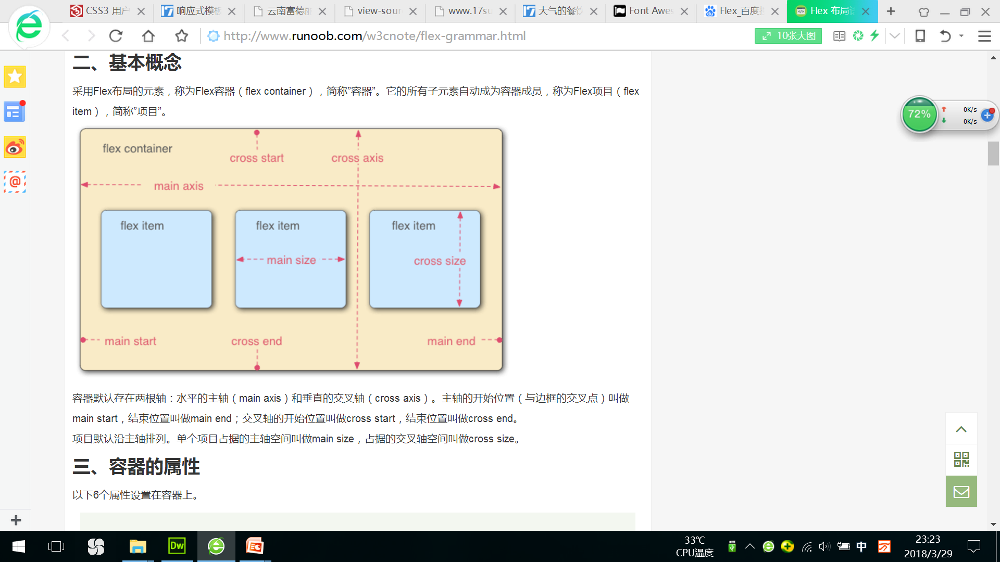 CSS3 用户
响应式模板
云南富德丽
view-sour
www.17su
大气的餐饮
Font Awes
Flex_百度搜
Flex 布局语
http://www.runoob.com/w3cnote/flex-grammar.html
10张大图
二、基本概念
采用Flex布局的元素，称为Flex容器（flex container），简称”容器”。它的所有子元素自动成为容器成员，称为Flex项目（flex
item），简称”项目”。
72%
0K/s
0K/s
flex container
cross start
cross axis
main axis
flex item
flex item
flex item
main size
cross size
main start
cross end
main end
容器默认存在两根轴：水平的主轴（main axis）和垂直的交叉轴（cross axis）。主轴的开始位置（与边框的交叉点）叫做
main start，结束位置叫做main end；交叉轴的开始位置叫做cross start，结束位置叫做cross end。
项目默认沿主轴排列。单个项目占据的主轴空间叫做main size，占据的交叉轴空间叫做cross size。
三、容器的属性
以下6个属性设置在容器上。
Dw
33℃
CPU温度
中
23:23
2018/3/29